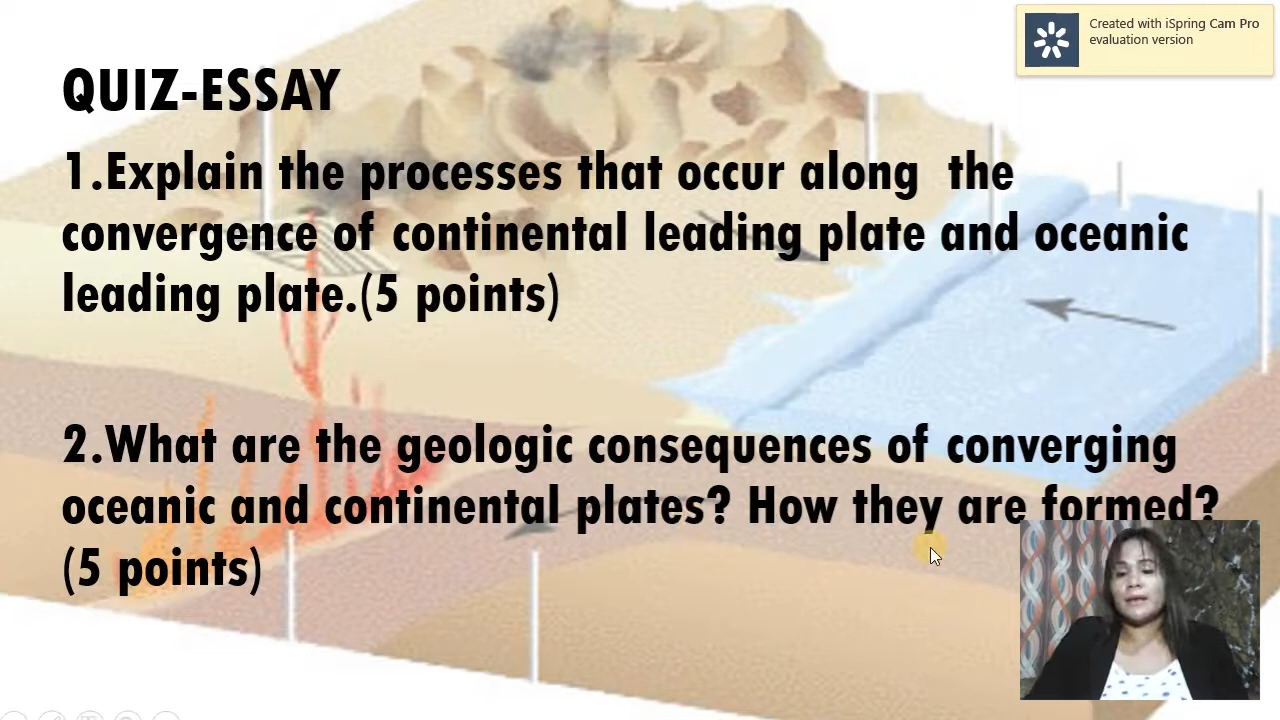 Created with iSpring Cam Pro
evaluation version
QUIZ-ESSAY
1.Explain the processes that occur along the
convergence of continental leading plate and oceanic
leading plate.(5 points)
2.What are the geologic consequences of converging
oceanic and continental plates? How they are formed?
(5 points)